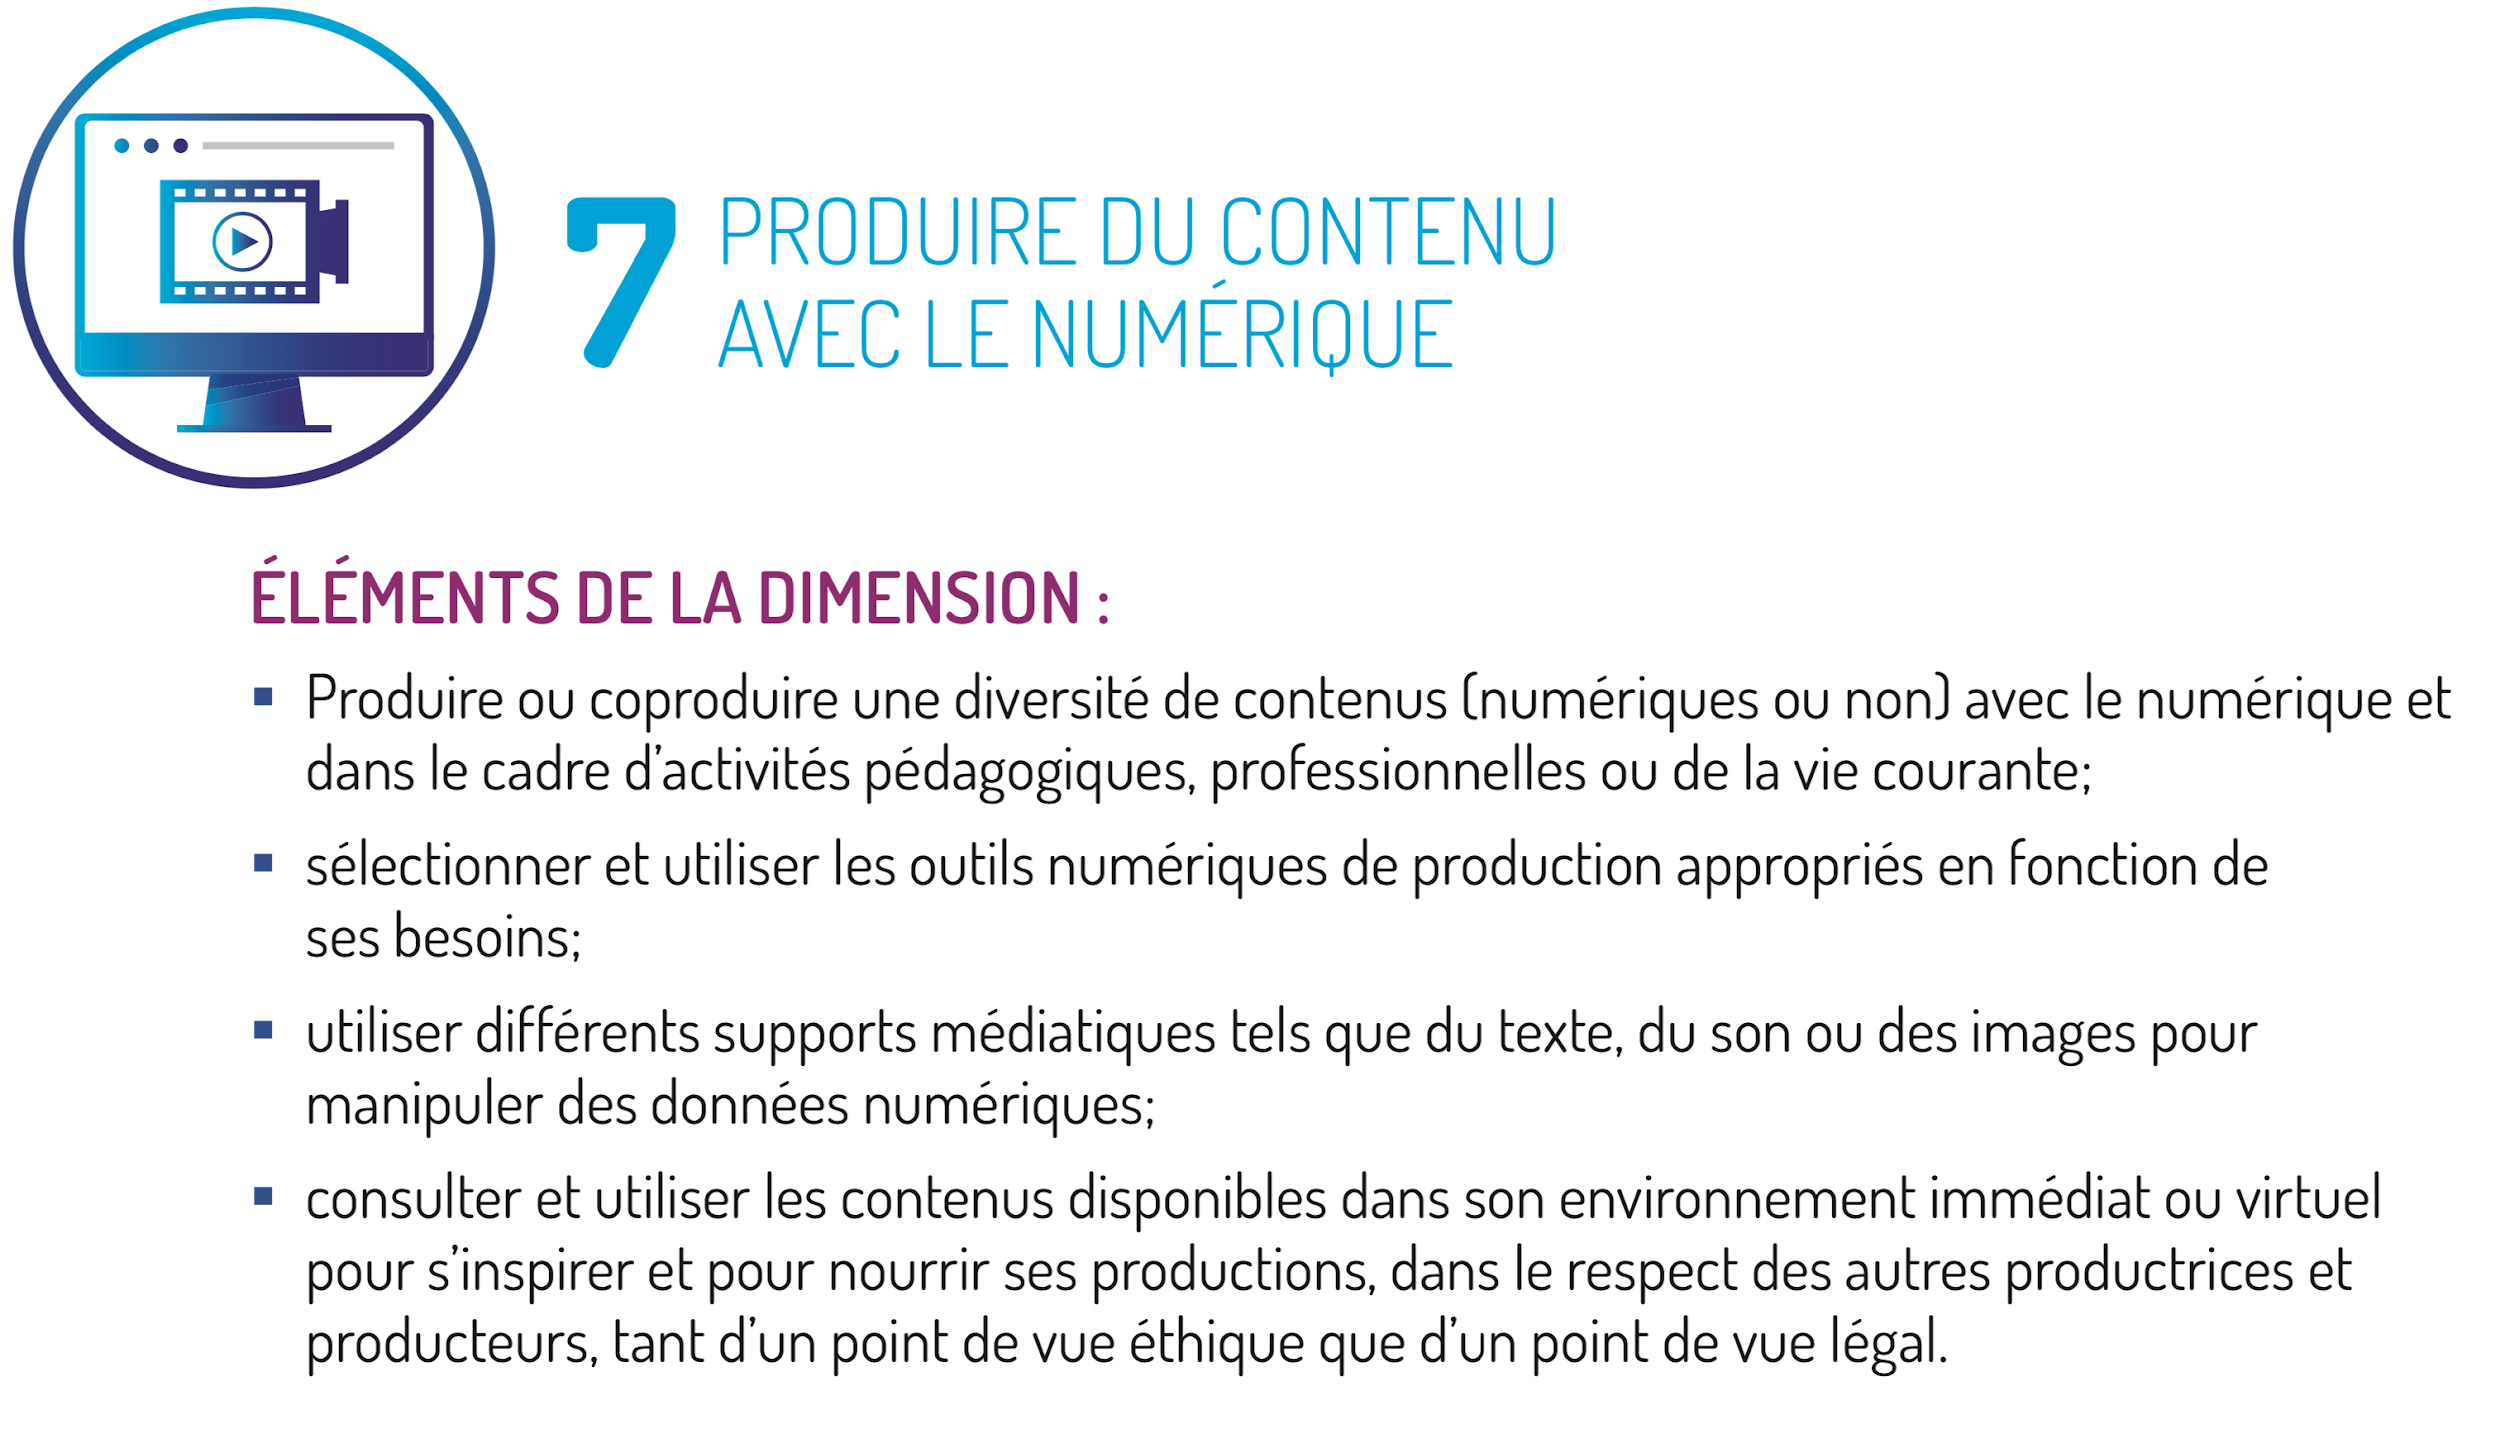 7 PRODUIRE DU CONTENU
AVEC LE NUMÉRIQUE
ÉLÉMENTS DE LA DIMENSION :
▪ Produire ou coproduire une diversité de contenus (numériques ou non) avec le numérique et
dans le cadre d’activités pédagogiques, professionnelles ou de la vie courante;
▪ sélectionner et utiliser les outils numériques de production appropriés en fonction de
ses besoins;
▪ utiliser différents supports médiatiques tels que du texte, du son ou des images pour
manipuler des données numériques;
▪ consulter et utiliser les contenus disponibles dans son environnement immédiat ou virtuel
pour s’inspirer et pour nourrir ses productions, dans le respect des autres productrices et
producteurs, tant d’un point de vue éthique que d’un point de vue légal.